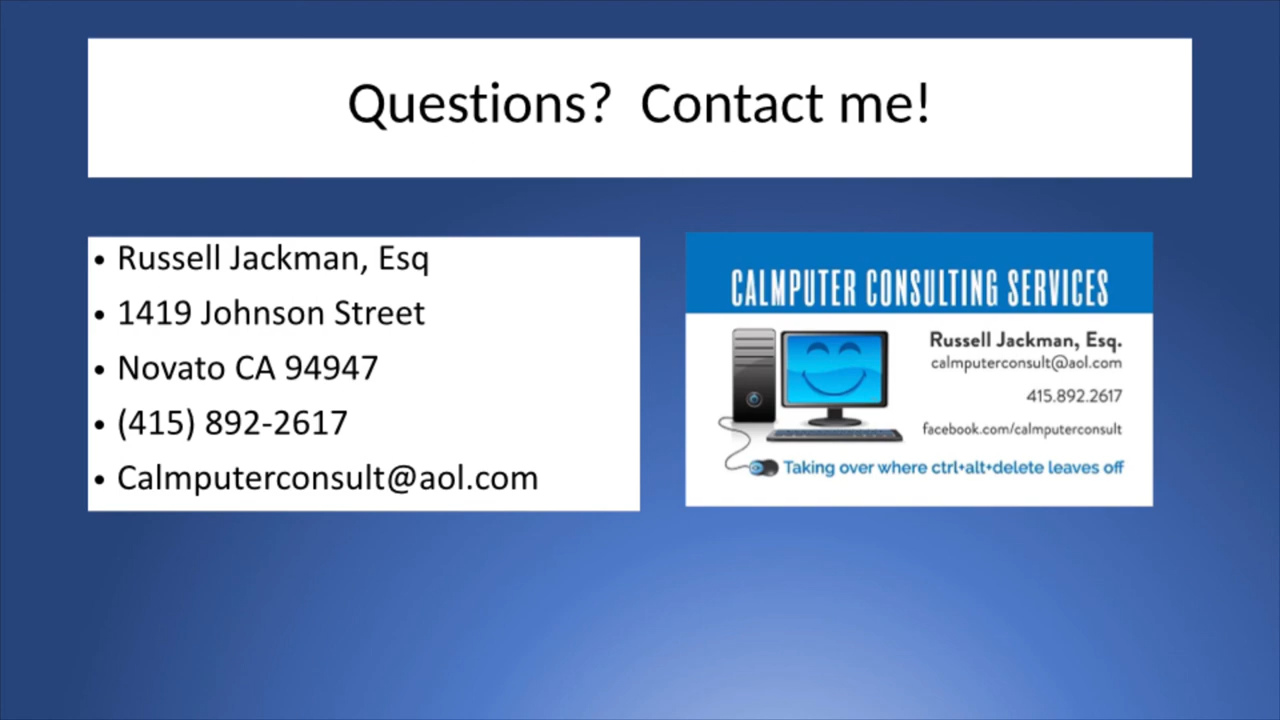 Questions?  Contact me!
• Russell Jackman, Esq
• 1419 Johnson Street
• Novato CA 94947
• (415) 892-2617
• Calmputerconsult@aol.com
CALMPUTER CONSULTING SERVICES
Russell Jackman, Esq.
calmputerconsult@aol.com
415.892.2617
facebook.com/calmputerconsult
Taking over where ctrl+alt+delete leaves off